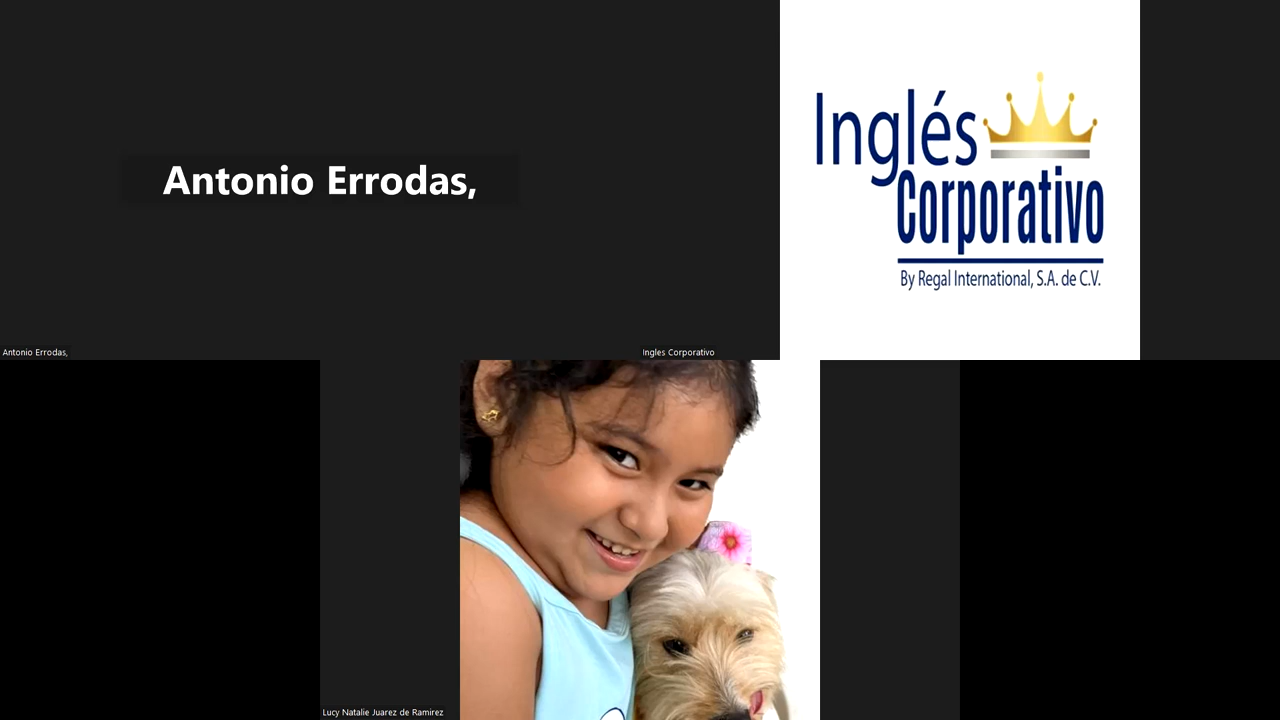 Antonio Errodas,
Inglés
Corporativo
By Regal International, S.A. de C.V.
Antonio Errodas,
Ingles Corporativo
Lucy Natalie Juarez de Ramirez